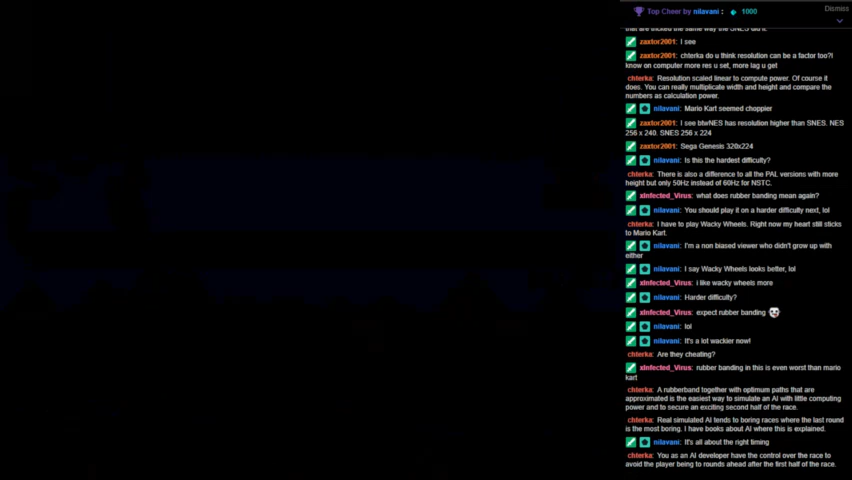 Top Cheer by nilavani : 1000
Dismiss
that are tricked the same way the SNES did it.
zaxtor2001: I see
zaxtor2001: chterka do u think resolution can be a factor too?I
know on computer more res u set, more lag u get
chterka: Resolution scaled linear to compute power. Of course it
does. You can really multiplicate width and height and compare the
numbers as calculation power.
nilavani: Mario Kart seemed choppier
zaxtor2001: I see btwNES has resolution higher than SNES. NES
256 x 240. SNES 256 x 224
zaxtor2001: Sega Genesis 320x224
nilavani: Is this the hardest difficulty?
chterka: There is also a difference to all the PAL versions with more
height but only 50Hz instead of 60Hz for NSTC.
xInfected_Virus: what does rubber banding mean again?
nilavani: You should play it on a harder difficulty next, lol
chterka: I have to play Wacky Wheels. Right now my heart still sticks
to Mario Kart.
nilavani: I'm a non biased viewer who didn't grow up with
either
nilavani: I say Wacky Wheels looks better, lol
xInfected_Virus: i like wacky wheels more
nilavani: Harder difficulty?
xInfected_Virus: expect rubber banding
nilavani: lol
nilavani: It's a lot wackier now!
chterka: Are they cheating?
xInfected_Virus: rubber banding in this is even worst than mario
kart
chterka: A rubberband together with optimum paths that are
approximated is the easiest way to simulate an AI with little computing
power and to secure an exciting second half of the race.
chterka: Real simulated AI tends to boring races where the last round
is the most boring. I have books about AI where this is explained.
nilavani: It's all about the right timing
chterka: You as an AI developer have the control over the race to
avoid the player being to rounds ahead after the first half of the race.